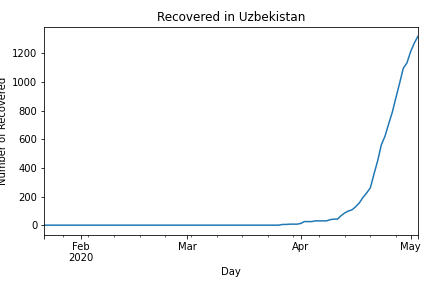 Recovered in Uzbekistan
Number of Recovered
1200
1000
800
600
400
200
0
Feb
2020
Mar
Apr
May
Day